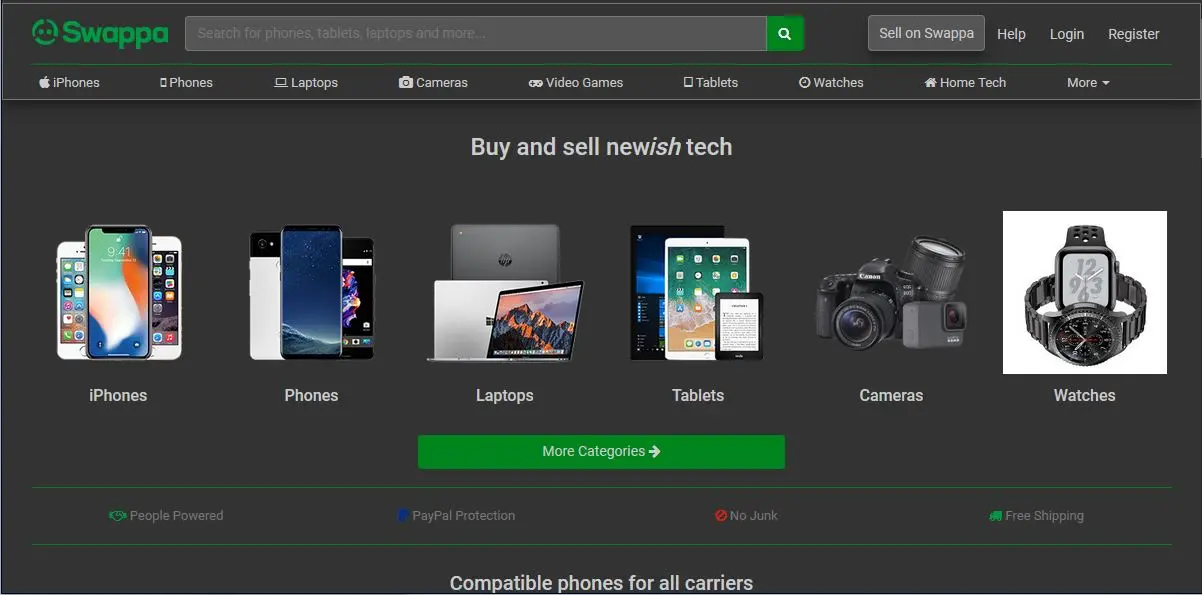 Swappa
Search for phones, tablets, laptops and more...
Sell on Swappa
Help
Login
Register
iPhones
Phones
Laptops
Cameras
Video Games
Tablets
Watches
Home Tech
More
Buy and sell newish tech
9:41
hp
Canon
iPhones
Phones
Laptops
Tablets
Cameras
Watches
More Categories
People Powered
PayPal Protection
No Junk
Free Shipping
Compatible phones for all carriers